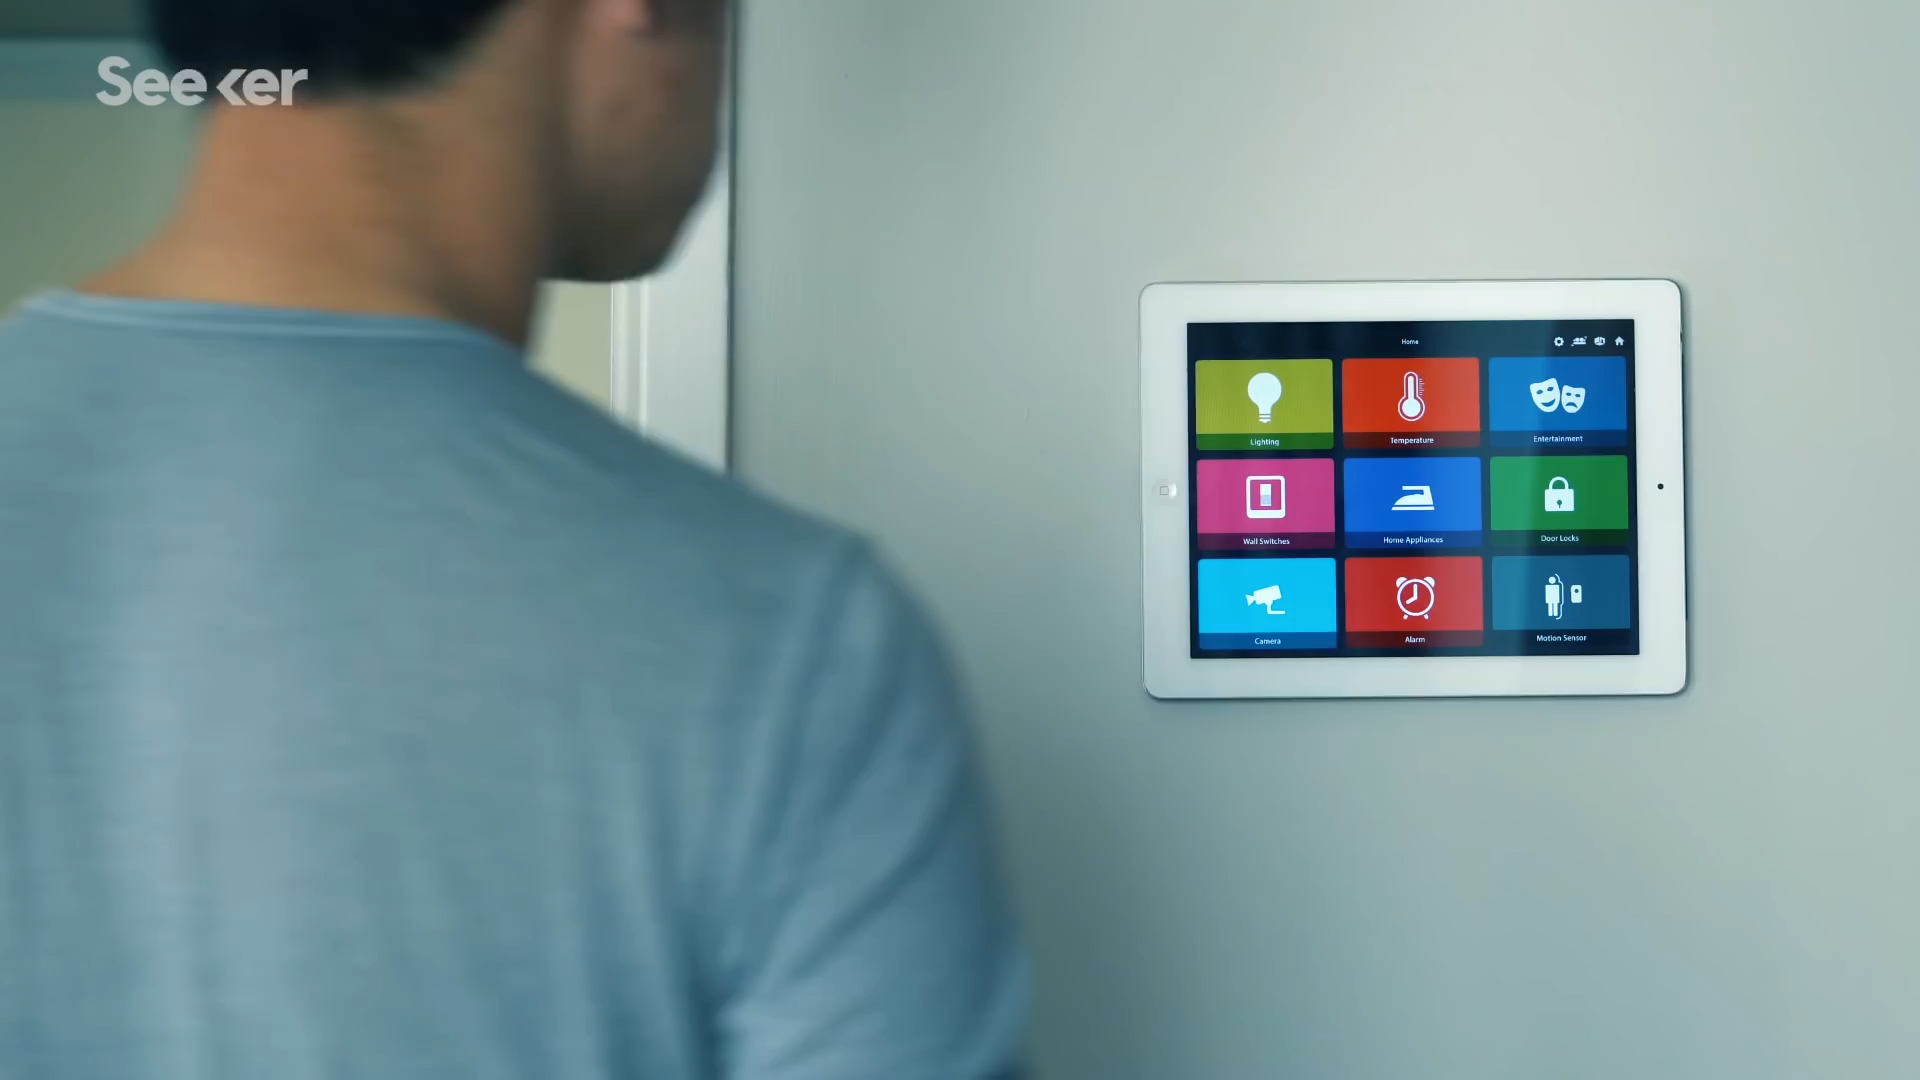 Seeker
Home
Lighting
Temperature
Entertainment
Wall Switches
Home Appliances
Door Locks
Camera
Alarm
Motion Sensor